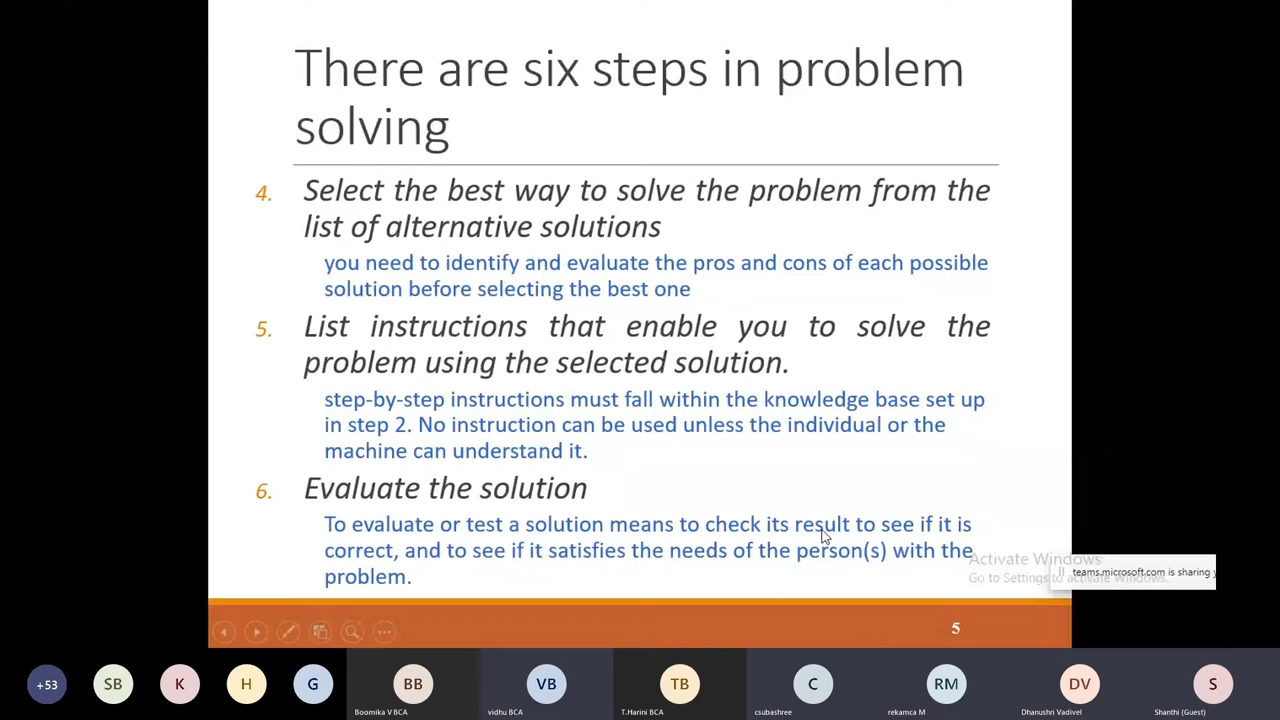 There are six steps in problem
solving
4. Select the best way to solve the problem from the
list of alternative solutions
you need to identify and evaluate the pros and cons of each possible
solution before selecting the best one
5. List instructions that enable you to solve the
problem using the selected solution.
step-by-step instructions must fall within the knowledge base set up
in step 2. No instruction can be used unless the individual or the
machine can understand it.
6. Evaluate the solution
To evaluate or test a solution means to check its result to see if it is
correct, and to see if it satisfies the needs of the person(s) with the
problem.
Activate Windows
Go to Settings to activate Windows.
teams.microsoft.com is sharing y
5
+53
SB
K
H
G
BB
VB
TB
C
RM
DV
S
Boomika V BCA
vidhu BCA
T.Harini BCA
csubashree
rekamca M
Dhanushri Vadivel
Shanthi (Guest)